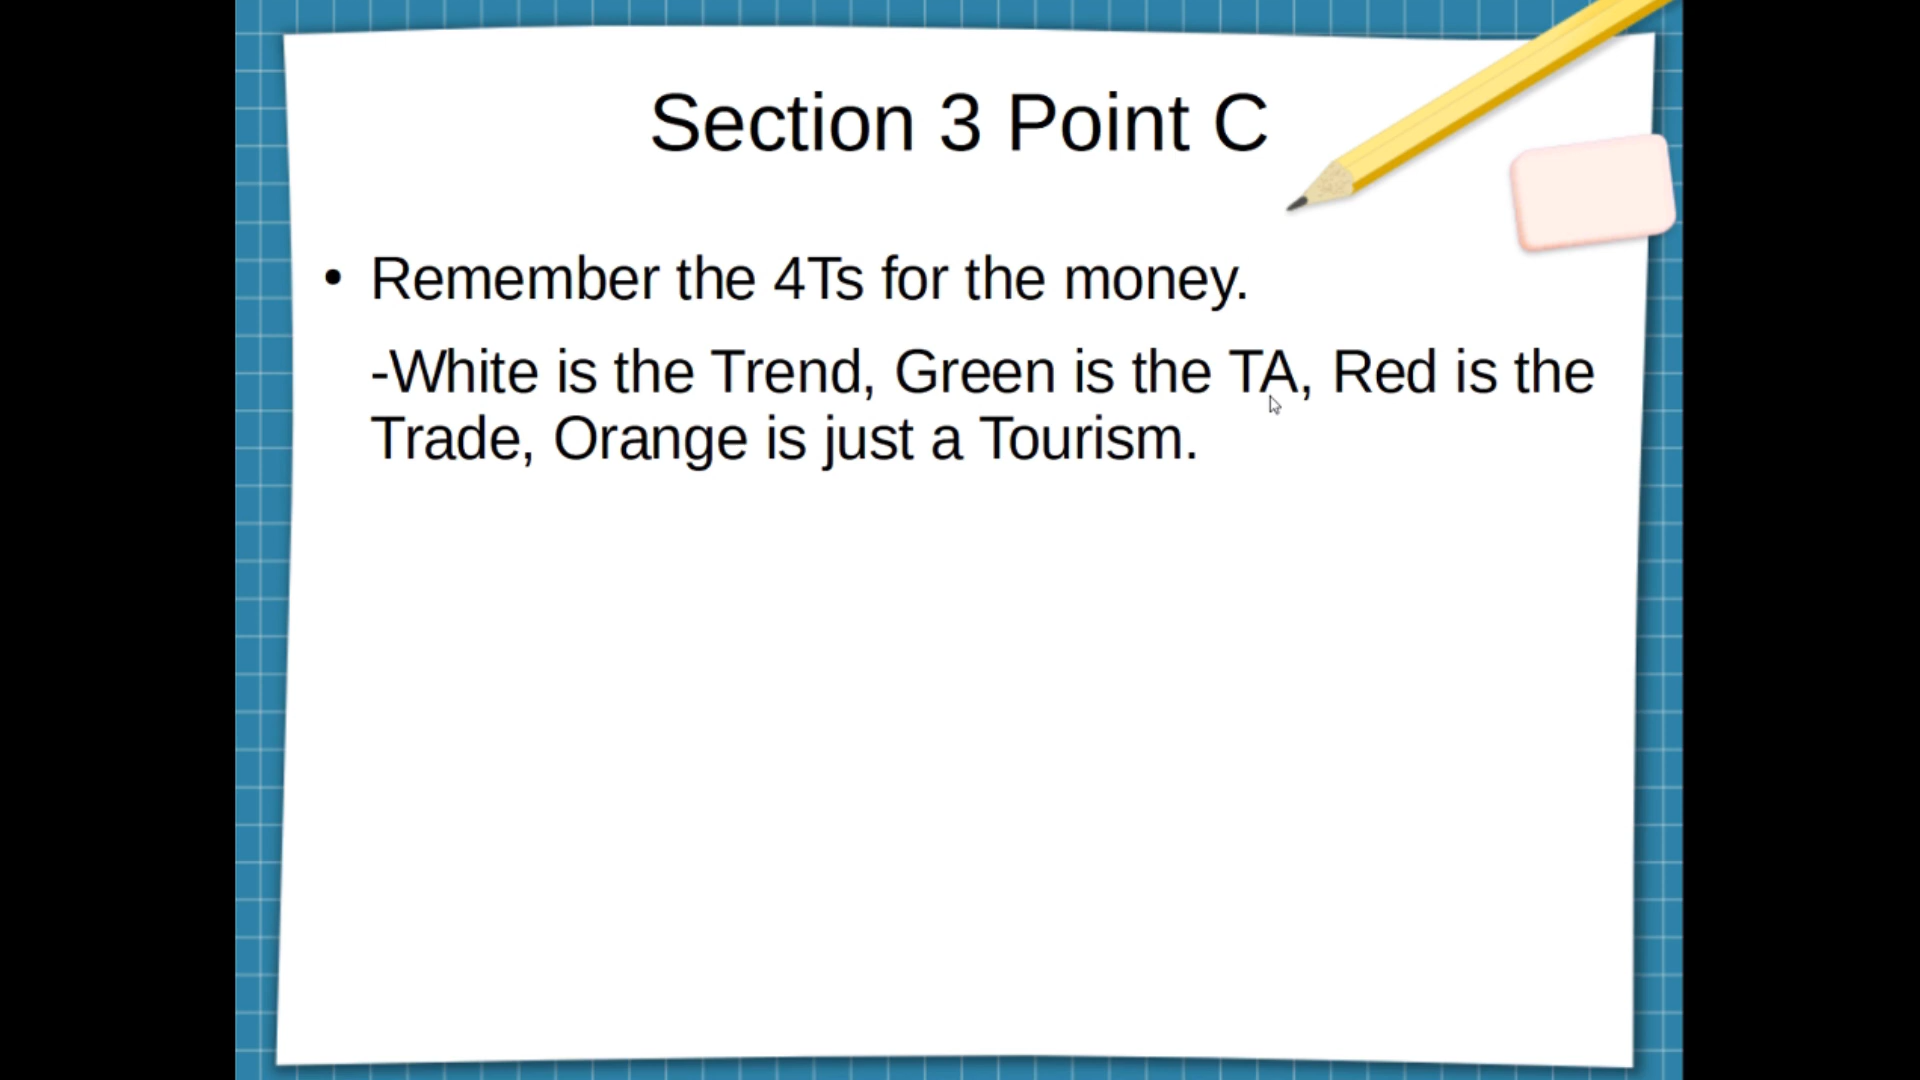 Section 3 Point C
• Remember the 4Ts for the money.
-White is the Trend, Green is the TA, Red is the
Trade, Orange is just a Tourism.